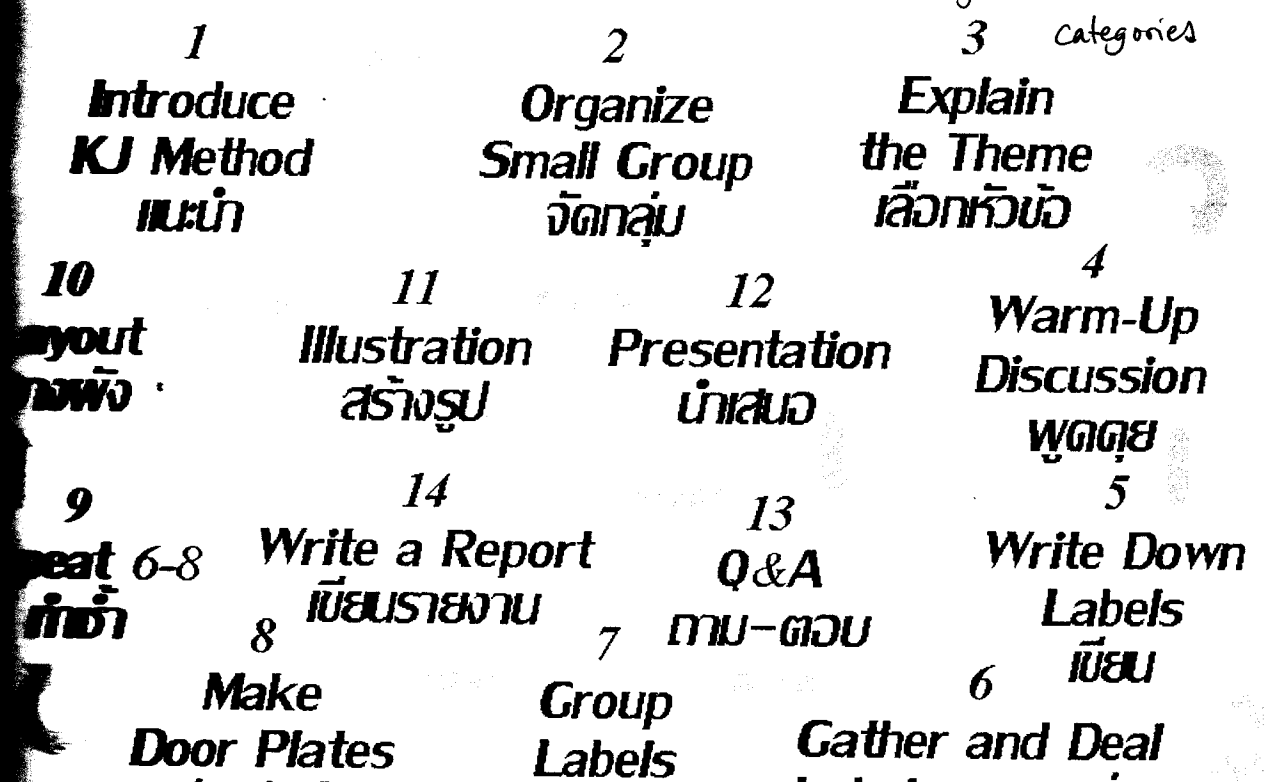 categories
1
Introduce
KJ Method
แนะนำ
2
Organize
Small Group
จัดกลุ่ม
3
Explain
the Theme
เลือกหัวข้อ
4
Warm-Up
Discussion
พูดคุย
5
Write Down
Labels
เขียน
6
Gather and Deal
7
Group
Labels
8
Make
Door Plates
9
6-8
ทำซ้ำ
10
11
Illustration
สร้างรูป
12
Presentation
นำเสนอ
13
Q&A
ถาม-ตอบ
14
Write a Report
เขียนรายงาน